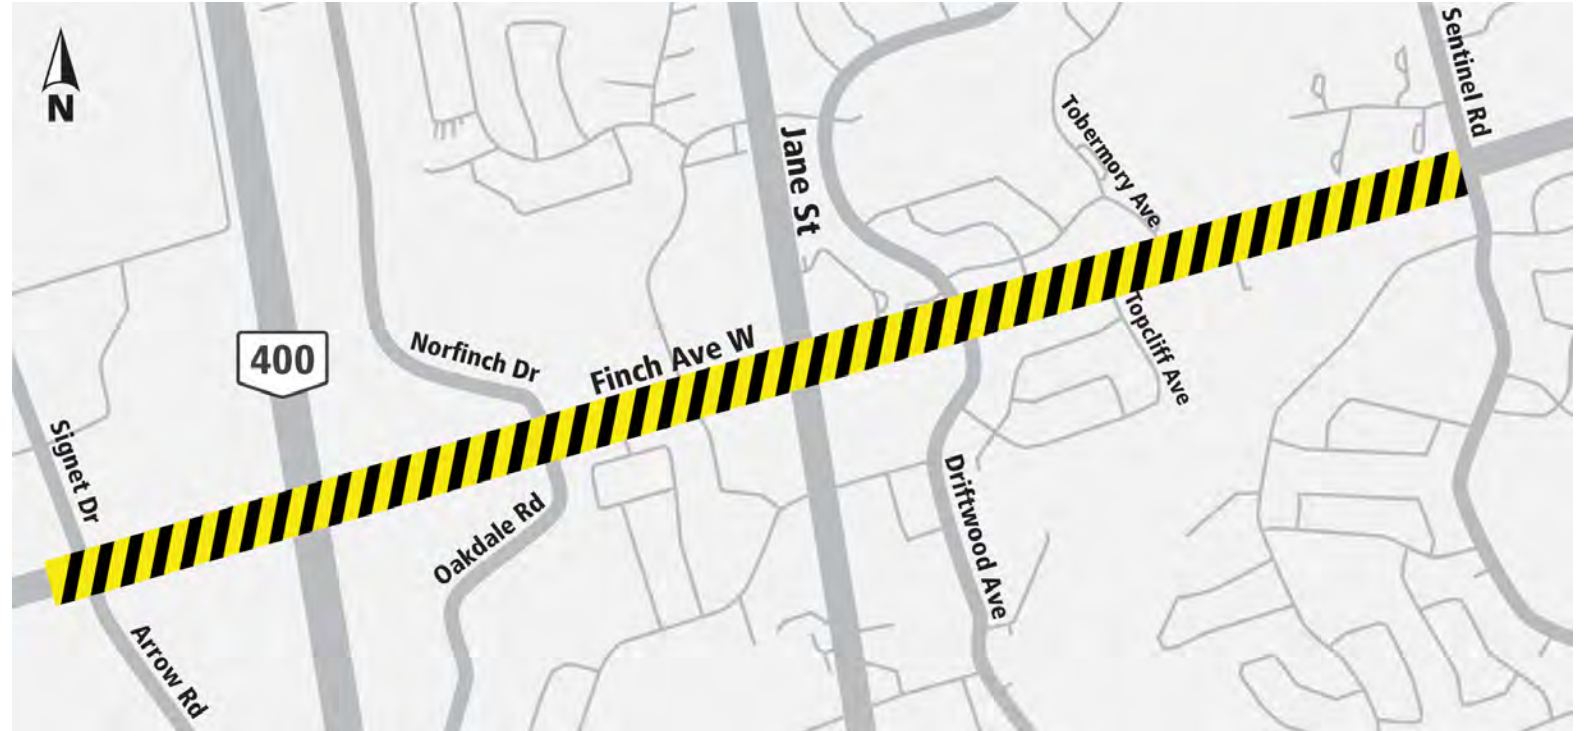 N
Sentinel Rd
Tobermory Ave
Jane St
400
Norfinch Dr
Finch Ave W
Topcliff Ave
Signet Dr
Oakdale Rd
Driftwood Ave
Arrow Rd